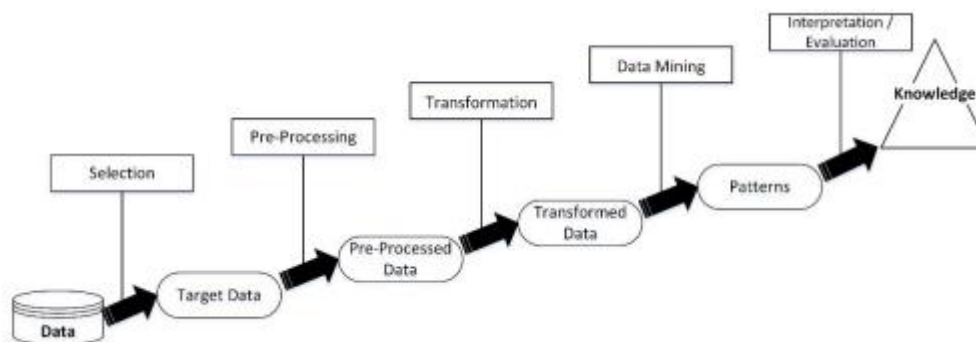 Interpretation /
Evaluation
Data Mining
Knowledge
Transformation
Pre-Processing
Selection
Patterns
Transformed
Data
Pre-Processed
Data
Target Data
Data